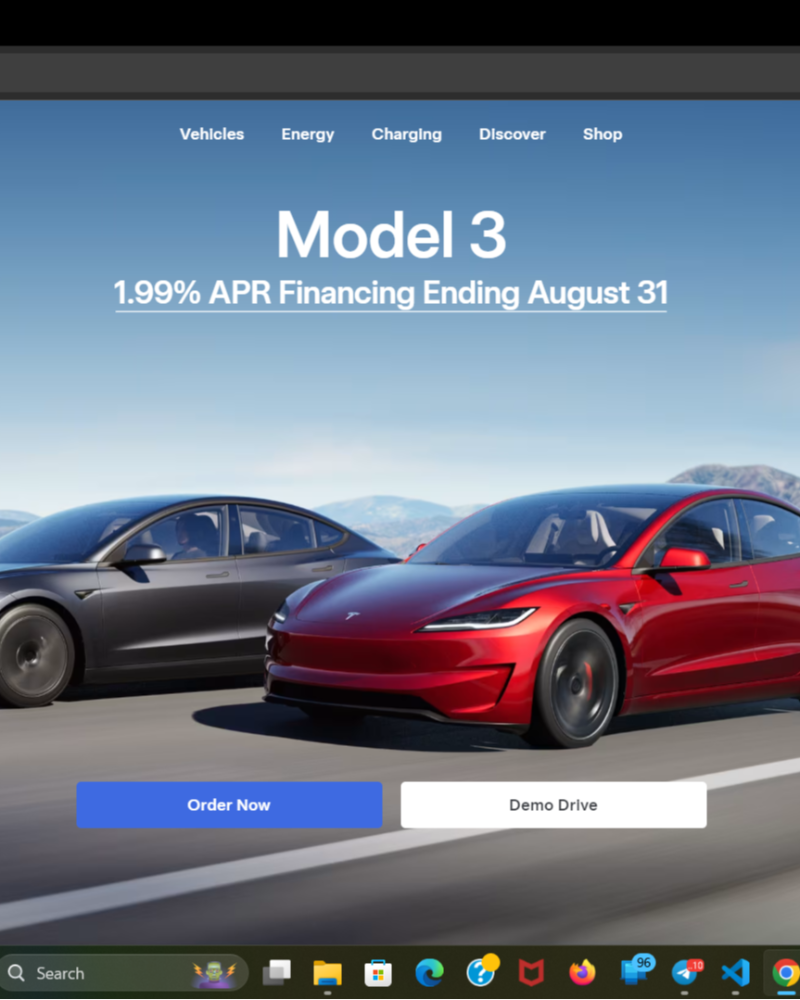 Vehicles Energy Charging Discover Shop
Model 3
1.99% APR Financing Ending August 31
Order Now Demo Drive
Search 96 10